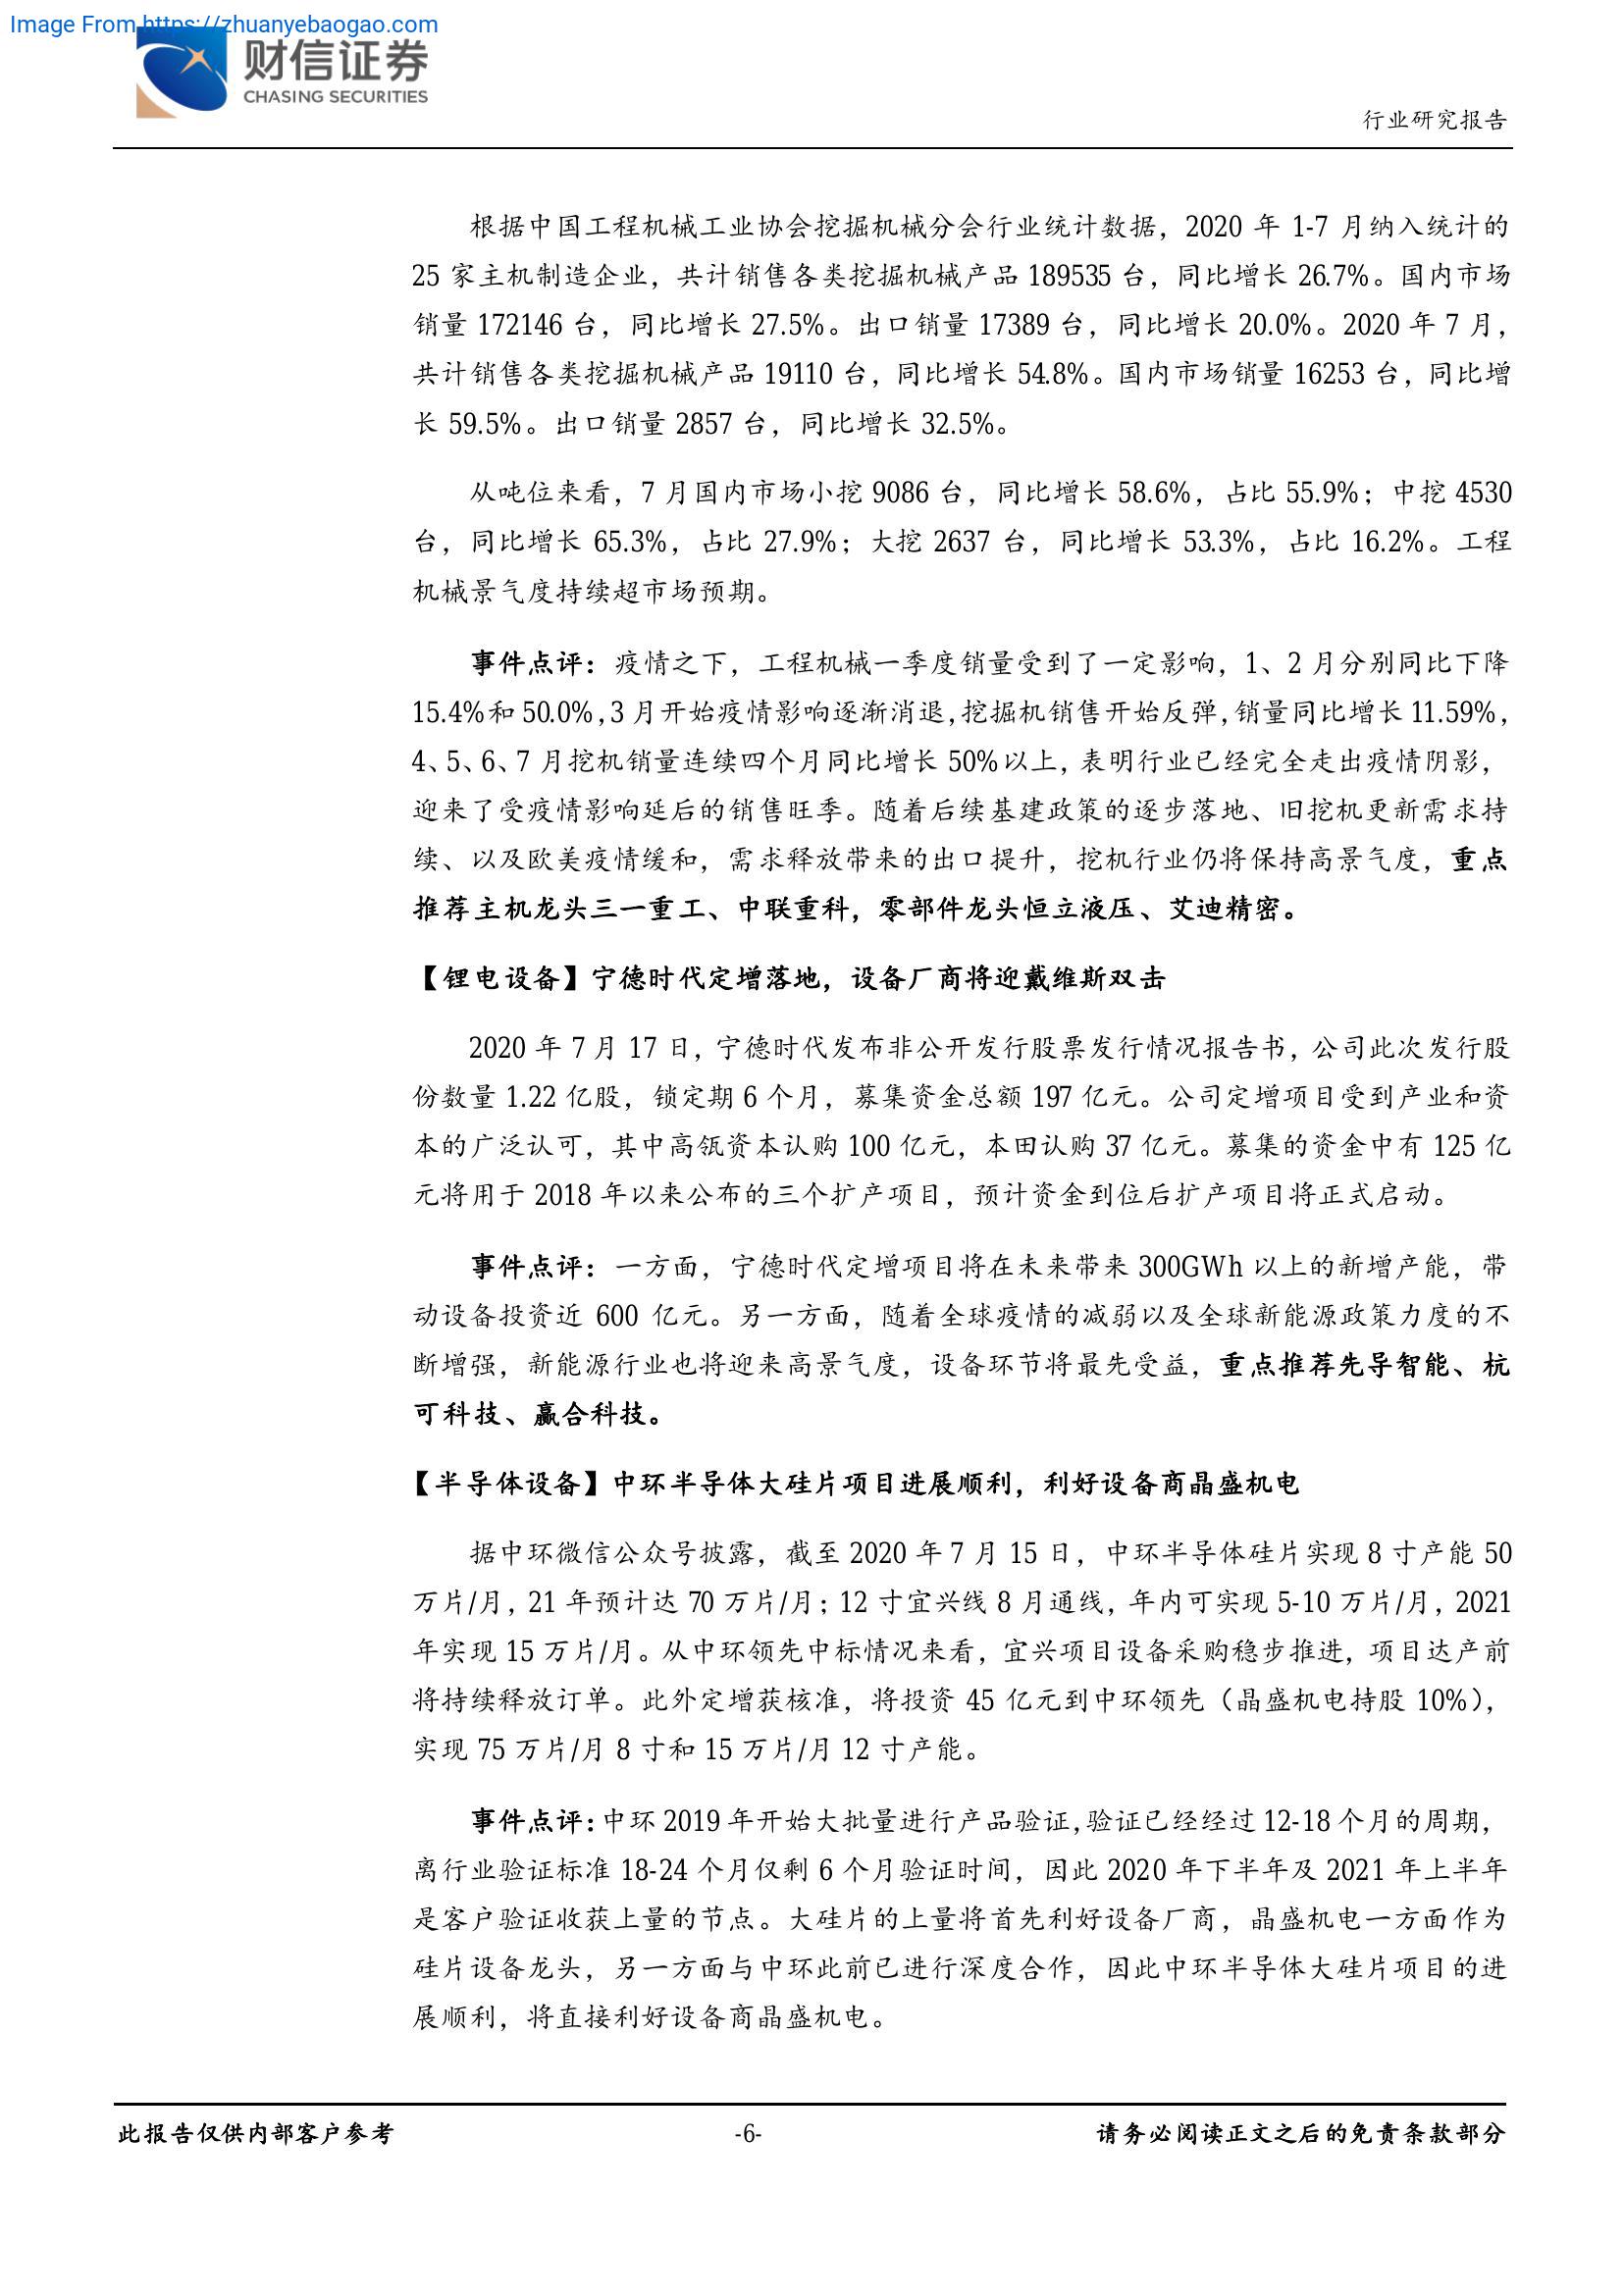 Image From https://zhuanyebaogao.com
财信证券
CHASING SECURITIES
行业研究报告
根据中国工程机械工业协会挖掘机械分会行业统计数据，2020 年 1-7 月纳入统计的
25 家主机制造企业，共计销售各类挖掘机械产品 189535 台，同比增长 26.7%。国内市场
销量 172146 台，同比增长 27.5%。出口销量 17389 台，同比增长 20.0%。2020 年 7 月，
共计销售各类挖掘机械产品 19110 台，同比增长 54.8%。国内市场销量 16253 台，同比增
长 59.5%。出口销量 2857 台，同比增长 32.5%。
从吨位来看，7 月国内市场小挖 9086 台，同比增长 58.6%，占比 55.9%；中挖 4530
台，同比增长 65.3%，占比 27.9%；大挖 2637 台，同比增长 53.3%，占比 16.2%。工程
机械景气度持续超市场预期。
事件点评：疫情之下，工程机械一季度销量受到了一定影响，1、2 月分别同比下降
15.4%和 50.0%，3 月开始疫情影响逐渐消退，挖掘机销售开始反弹，销量同比增长 11.59%，
4、5、6、7 月挖机销量连续四个月同比增长 50%以上，表明行业已经完全走出疫情阴影，
迎来了受疫情影响延后的销售旺季。随着后续基建政策的逐步落地、旧挖机更新需求持
续、以及欧美疫情缓和，需求释放带来的出口提升，挖机行业仍将保持高景气度，重点
推荐主机龙头三一重工、中联重科，零部件龙头恒立液压、艾迪精密。
【锂电设备】宁德时代定增落地，设备厂商将迎戴维斯双击
2020 年 7 月 17 日，宁德时代发布非公开发行股票发行情况报告书，公司此次发行股
份数量 1.22 亿股，锁定期 6 个月，募集资金总额 197 亿元。公司定增项目受到产业和资
本的广泛认可，其中高瓴资本认购 100 亿元，本田认购 37 亿元。募集的资金中有 125 亿
元将用于 2018 年以来公布的三个扩产项目，预计资金到位后扩产项目将正式启动。
事件点评：一方面，宁德时代定增项目将在未来带来 300GWh 以上的新增产能，带
动设备投资近 600 亿元。另一方面，随着全球疫情的减弱以及全球新能源政策力度的不
断增强，新能源行业也将迎来高景气度，设备环节将最先受益，重点推荐先导智能、杭
可科技、赢合科技。
【半导体设备】中环半导体大硅片项目进展顺利，利好设备商晶盛机电
据中环微信公众号披露，截至 2020 年 7 月 15 日，中环半导体硅片实现 8 寸产能 50
万片/月，21 年预计达 70 万片/月；12 寸宜兴线 8 月通线，年内可实现 5-10 万片/月，2021
年实现 15 万片/月。从中环领先中标情况来看，宜兴项目设备采购稳步推进，项目达产前
将持续释放订单。此外定增获核准，将投资 45 亿元到中环领先（晶盛机电持股 10%），
实现 75 万片/月 8 寸和 15 万片/月 12 寸产能。
事件点评：中环 2019 年开始大批量进行产品验证，验证已经经过 12-18 个月的周期，
离行业验证标准 18-24 个月仅剩 6 个月验证时间，因此 2020 年下半年及 2021 年上半年
是客户验证收获上量的节点。大硅片的上量将首先利好设备厂商，晶盛机电一方面作为
硅片设备龙头，另一方面与中环此前已进行深度合作，因此中环半导体大硅片项目的进
展顺利，将直接利好设备商晶盛机电。
此报告仅供内部客户参考
-6-
请务必阅读正文之后的免责条款部分